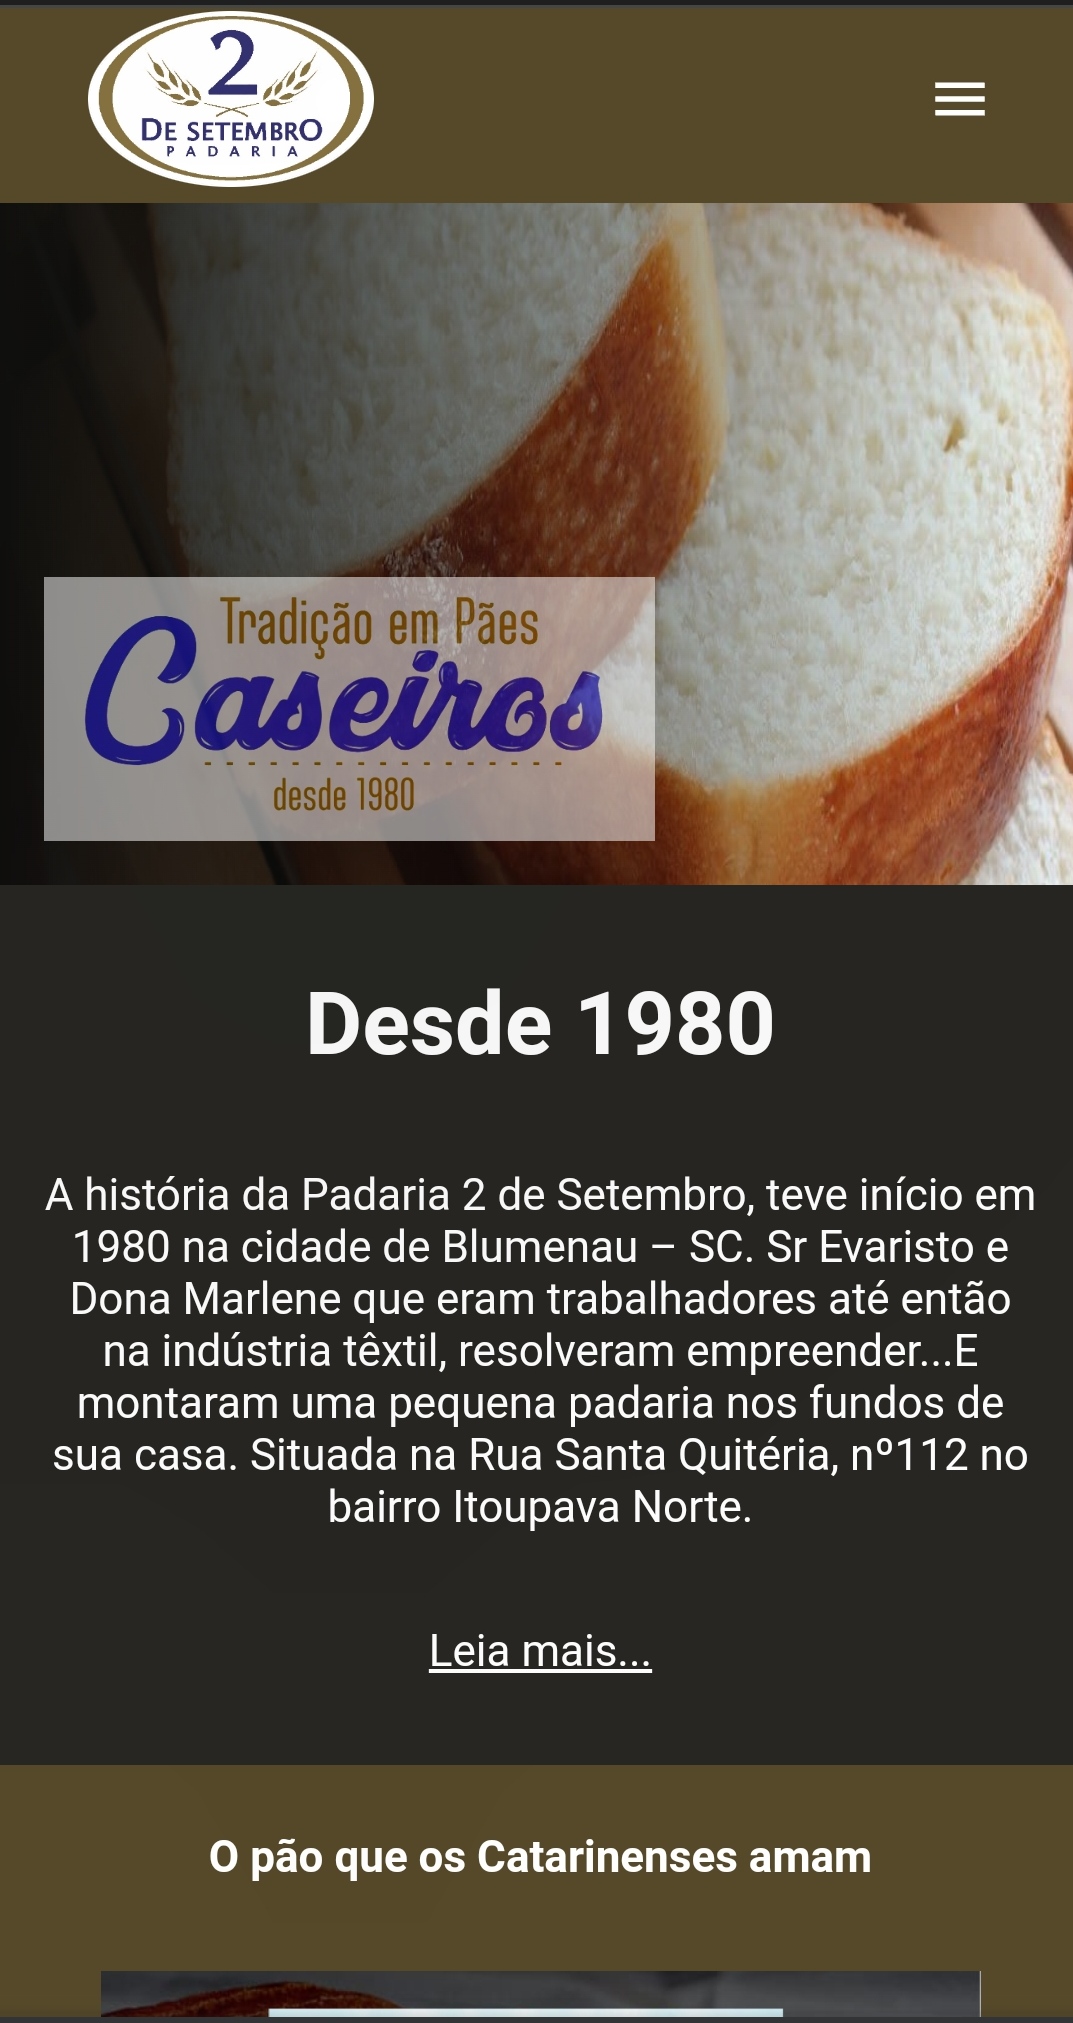 2
DE SETEMBRO
PADARIA
Tradição em Pães
Caseiros
desde 1980
Desde 1980
A história da Padaria 2 de Setembro, teve início em
1980 na cidade de Blumenau – SC. Sr Evaristo e
Dona Marlene que eram trabalhadores até então
na indústria têxtil, resolveram empreender...E
montaram uma pequena padaria nos fundos de
sua casa. Situada na Rua Santa Quitéria, nº112 no
bairro Itoupava Norte.
Leia mais...
O pão que os Catarinenses amam